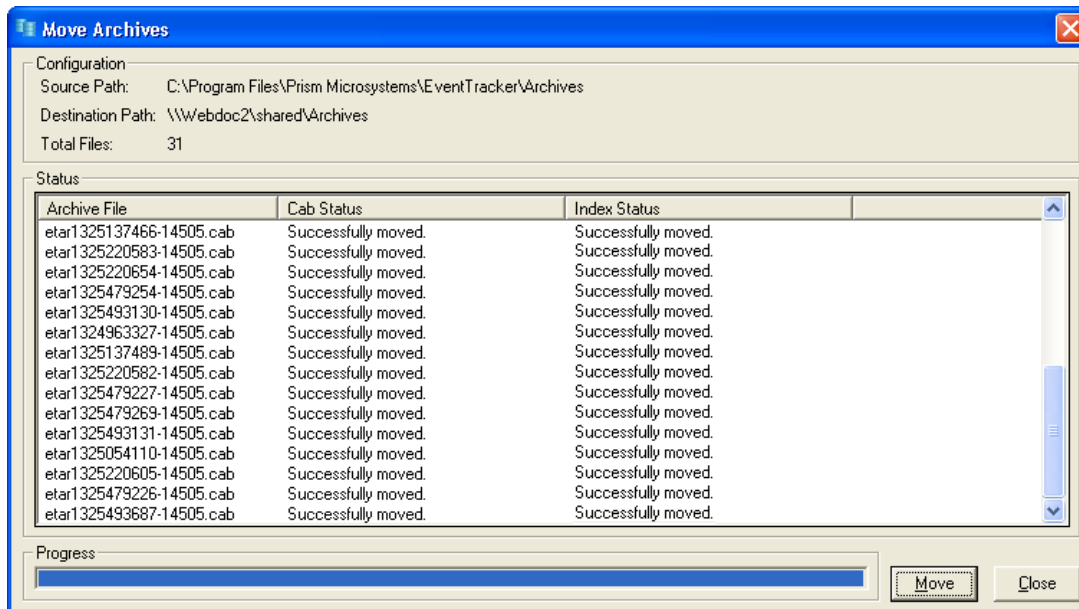 Move Archives
Configuration
Source Path: C:\Program Files\Prism Microsystems\EventTracker\Archives
Destination Path: \\Webdoc2\shared\Archives
Total Files: 31
Status
Archive File Cab Status Index Status
etar1325137466-14505.cab Successfully moved. Successfully moved.
etar1325220583-14505.cab Successfully moved. Successfully moved.
etar1325220654-14505.cab Successfully moved. Successfully moved.
etar1325479254-14505.cab Successfully moved. Successfully moved.
etar1325493130-14505.cab Successfully moved. Successfully moved.
etar1324963327-14505.cab Successfully moved. Successfully moved.
etar1325137489-14505.cab Successfully moved. Successfully moved.
etar1325220582-14505.cab Successfully moved. Successfully moved.
etar1325479227-14505.cab Successfully moved. Successfully moved.
etar1325479269-14505.cab Successfully moved. Successfully moved.
etar1325493131-14505.cab Successfully moved. Successfully moved.
etar1325054110-14505.cab Successfully moved. Successfully moved.
etar1325220605-14505.cab Successfully moved. Successfully moved.
etar1325479226-14505.cab Successfully moved. Successfully moved.
etar1325493687-14505.cab Successfully moved. Successfully moved.
Progress
Move Close